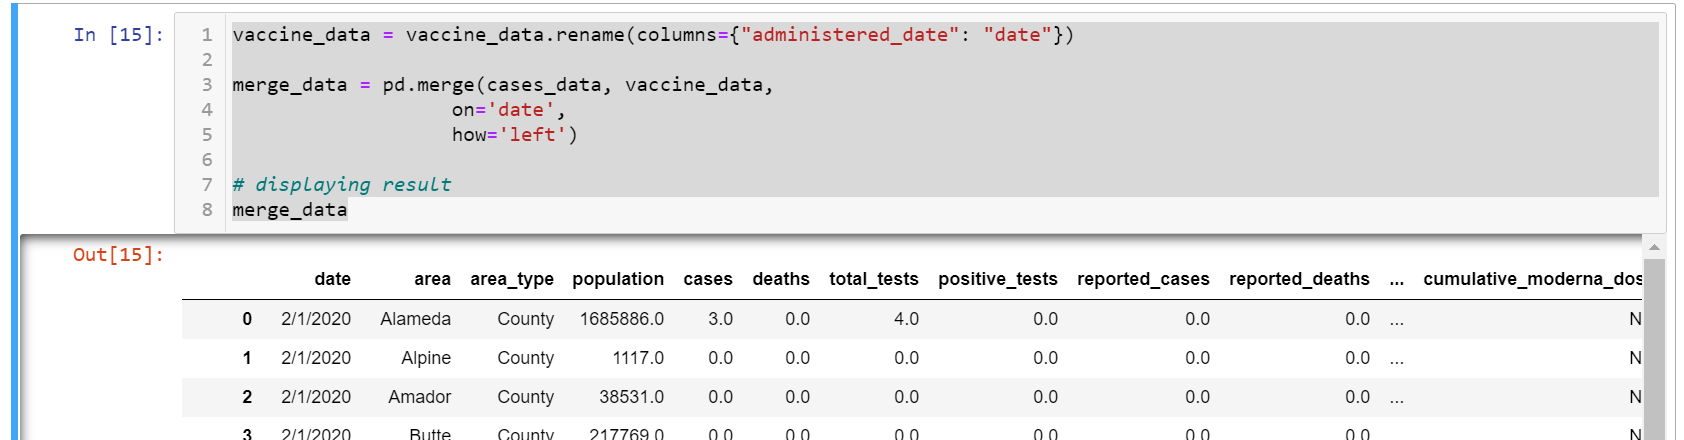 In [15]:
1 vaccine_data = vaccine_data.rename(columns={"administered_date": "date"})
2
3 merge_data = pd.merge(cases_data, vaccine_data,
4 on='date',
5 how='left')
6
7 # displaying result
8 merge_data
Out[15]:
date area area_type population cases deaths total_tests positive_tests reported_cases reported_deaths ... cumulative_moderna_dos
0 2/1/2020 Alameda County 1685886.0 3.0 0.0 4.0 0.0 0.0 0.0 ... N
1 2/1/2020 Alpine County 1117.0 0.0 0.0 0.0 0.0 0.0 0.0 ... N
2 2/1/2020 Amador County 38531.0 0.0 0.0 0.0 0.0 0.0 0.0 ... N
3 2/1/2020 Butte County 217769.0 0.0 0.0 0.0 0.0 0.0 0.0 N